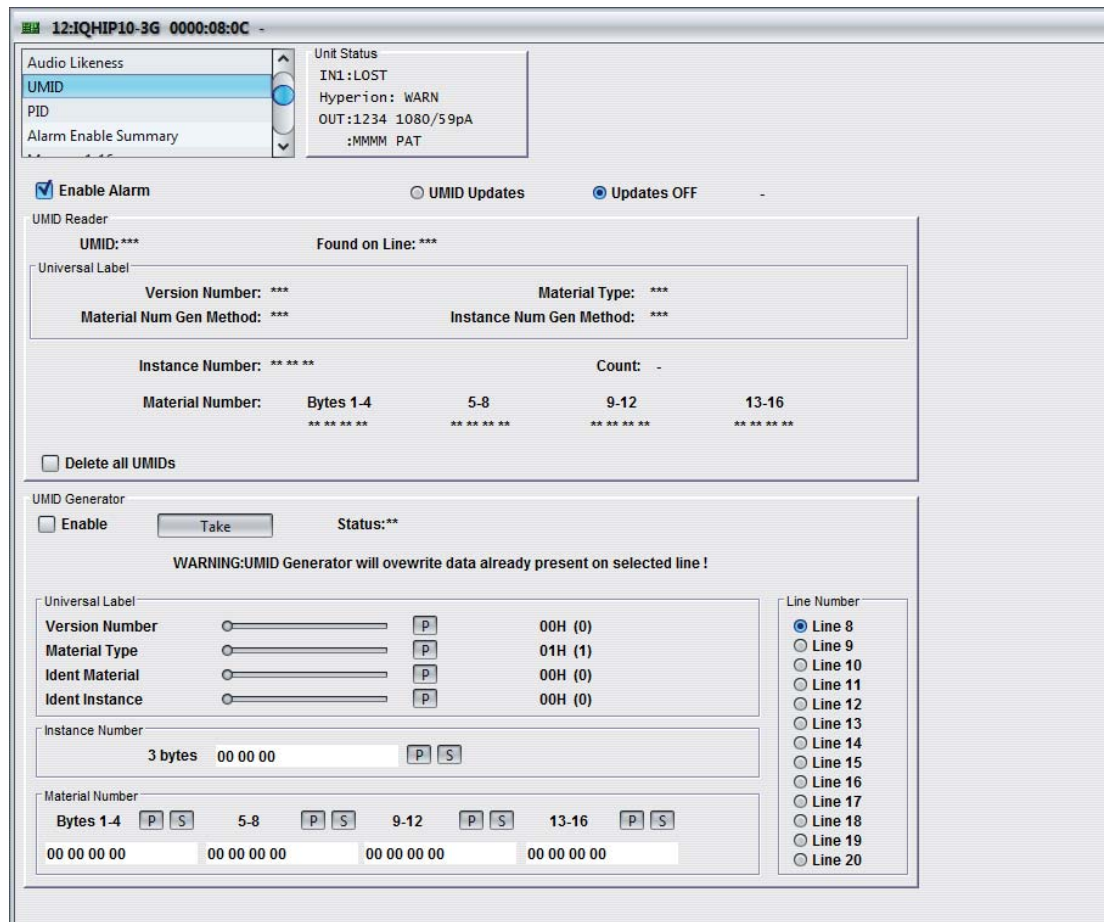 12:IQHIP10-3G 0000:08:0C -
Audio Likeness
UMID
PID
Alarm Enable Summary
Unit Status
IN1:LOST
Hyperion: WARN
OUT:1234 1080/59pA
:MMMM PAT
Enable Alarm
UMID Updates
Updates OFF
-
UMID Reader
UMID:***
Found on Line: ***
Universal Label
Version Number: ***
Material Type: ***
Material Num Gen Method: ***
Instance Num Gen Method: ***
Instance Number: ** ** **
Count: -
Material Number: Bytes 1-4 5-8 9-12 13-16
** ** ** ** ** ** ** ** ** ** ** ** ** ** ** **
Delete all UMIDs
UMID Generator
Enable
Take
Status:**
WARNING:UMID Generator will ovewrite data already present on selected line !
Universal Label
Version Number P 00H (0)
Material Type P 01H (1)
Ident Material P 00H (0)
Ident Instance P 00H (0)
Instance Number
3 bytes 00 00 00 P S
Material Number
Bytes 1-4 P S 5-8 P S 9-12 P S 13-16 P S
00 00 00 00 00 00 00 00 00 00 00 00 00 00 00 00
Line Number
Line 8
Line 9
Line 10
Line 11
Line 12
Line 13
Line 14
Line 15
Line 16
Line 17
Line 18
Line 19
Line 20